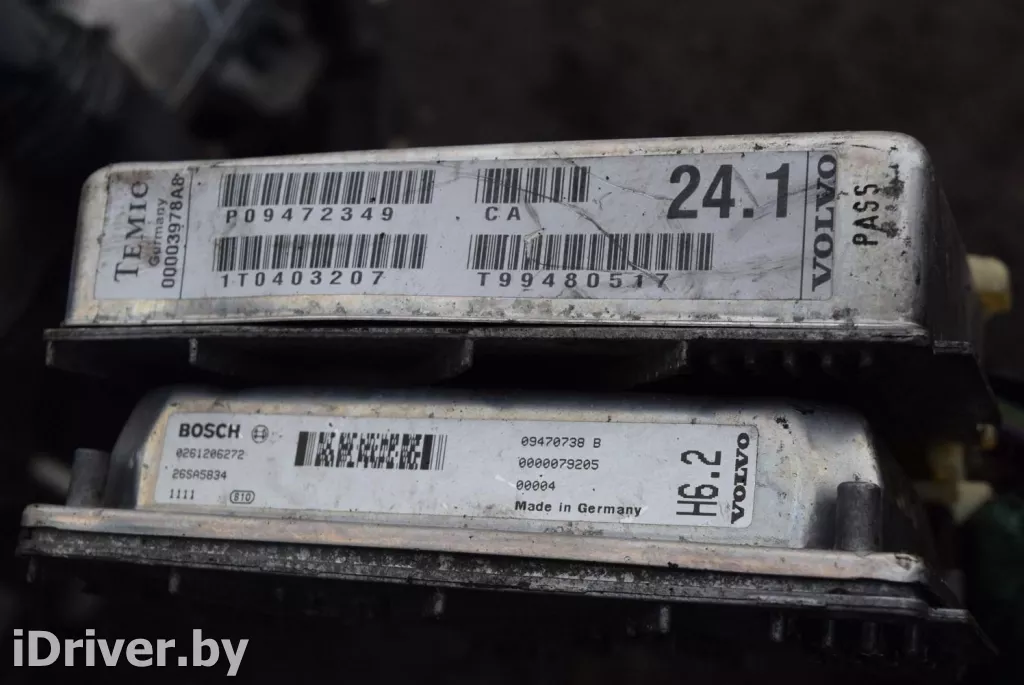 TEMIC
Germany
00003978A8
P09472349
CA
24.1
1T0403207
T99480517
VOLVO
PASS
BOSCH
0261206272
26SA5834
1111
810
09470738 B
0000079205
00004
Made in Germany
H6.2
VOLVO
iDriver.by